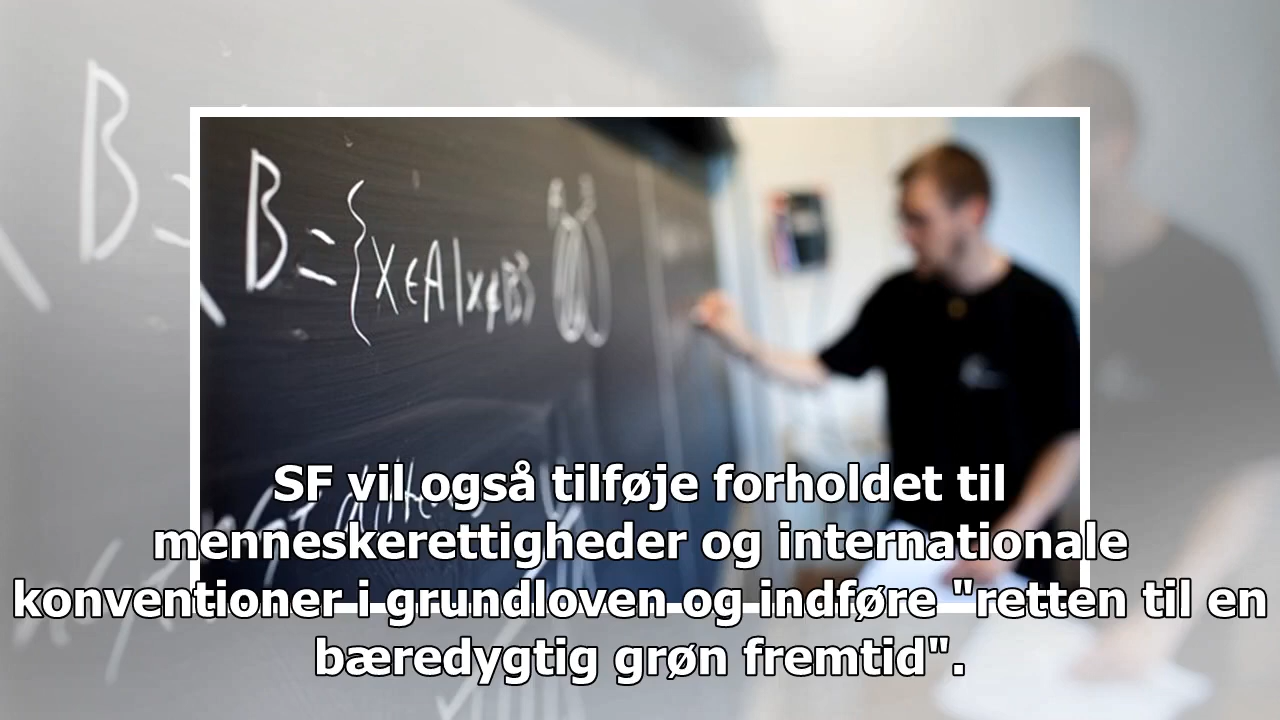 B = {x ∈ A | x ∉ B}
SF vil også tilføje forholdet til
menneskerettigheder og internationale
konventioner i grundloven og indføre "retten til en
bæredygtig grøn fremtid".